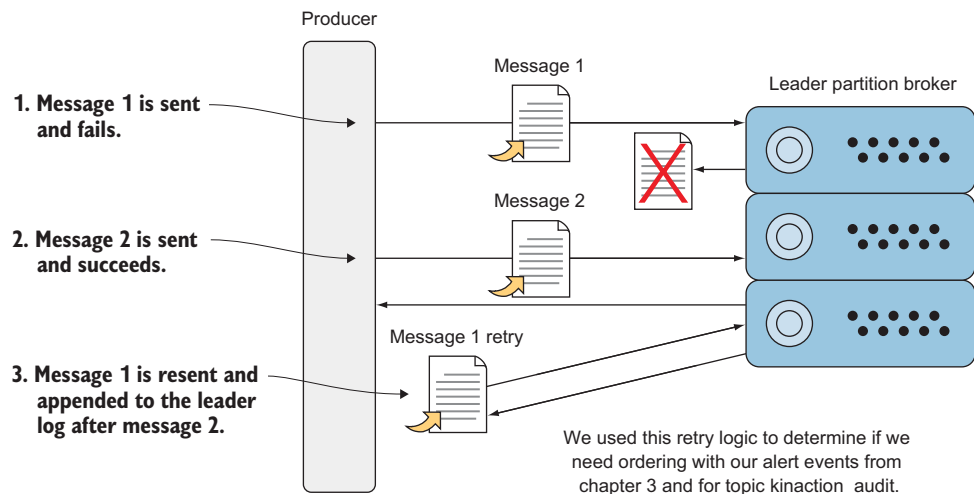 Producer
Message 1
Leader partition broker
1. Message 1 is sent
and fails.
Message 2
2. Message 2 is sent
and succeeds.
Message 1 retry
3. Message 1 is resent and
appended to the leader
log after message 2.
We used this retry logic to determine if we
need ordering with our alert events from
chapter 3 and for topic kinaction audit.